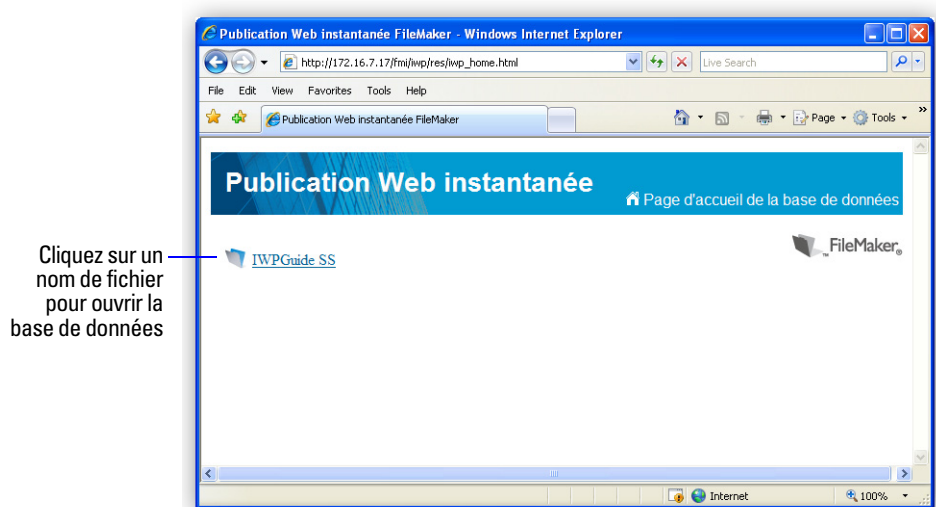 Publication Web instantanée FileMaker - Windows Internet Explorer
http://172.16.7.17/fmi/iwp/res/iwp_home.html
Live Search
File Edit View Favorites Tools Help
Publication Web instantanée FileMaker
Page Tools »
Publication Web instantanée
Page d'accueil de la base de données
FileMaker®
IWPGuide SS
Cliquez sur un
nom de fichier
pour ouvrir la
base de données
Internet 100%